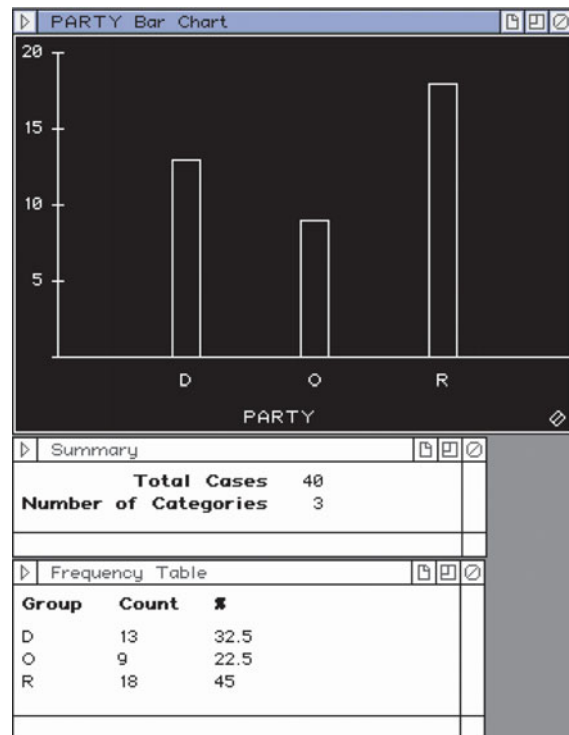 PARTY Bar Chart
20
15
10
5
D O R
PARTY
Summary
Total Cases 40
Number of Categories 3
Frequency Table
Group Count %
D 13 32.5
O 9 22.5
R 18 45